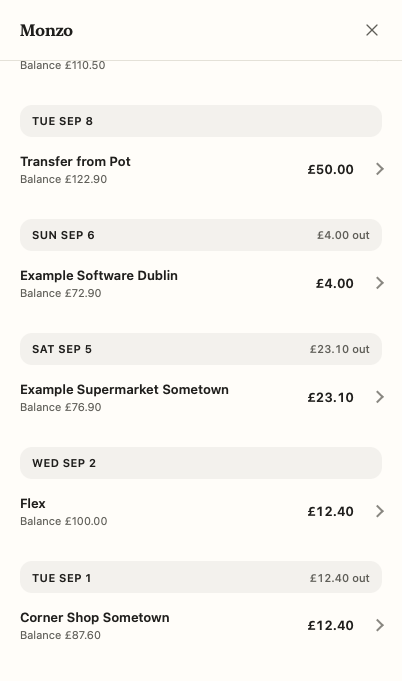 Monzo
Balance £110.50
TUE SEP 8
Transfer from Pot
£50.00
Balance £122.90
SUN SEP 6
£4.00 out
Example Software Dublin
£4.00
Balance £72.90
SAT SEP 5
£23.10 out
Example Supermarket Sometown
£23.10
Balance £76.90
WED SEP 2
Flex
£12.40
Balance £100.00
TUE SEP 1
£12.40 out
Corner Shop Sometown
£12.40
Balance £87.60